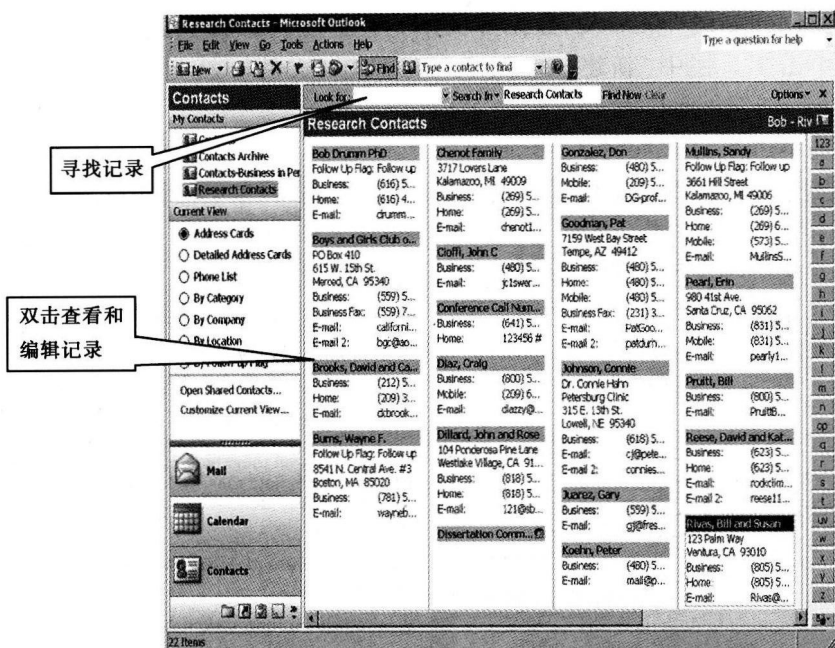 Research Contacts - Microsoft Outlook
File Edit View Go Tools Actions Help
Type a question for help
New
Find
Type a contact to find
Contacts
Look for:
Search In
Research Contacts
Find Now Clear
Options
My Contacts
Contacts Archive
Contacts-Business in Per
Research Contacts
Current View
Address Cards
Detailed Address Cards
Phone List
By Category
By Company
By Location
Open Shared Contacts...
Customize Current View...
Mail
Calendar
Contacts
寻找记录
双击查看和
编辑记录
Research Contacts
Bob - Riv
Bob Drumm PhD
Follow Up Flag: Follow up
Business: (616) 5...
Home: (616) 4...
E-mail: drumm...
Boys and Girls Club o...
PO Box 410
615 W. 15th St.
Merced, CA 95340
Business: (559) 5...
Business Fax: (559) 7...
E-mail: californi...
E-mail 2: bgc@ao...
Brooks, David and Ca...
Business: (212) 5...
Home: (209) 3...
E-mail: dcbrook...
Burns, Wayne F.
Follow Up Flag: Follow up
8541 N. Central Ave. #3
Boston, MA 85020
Business: (781) 5...
E-mail: wayneb...
Chenot Family
3717 Lovers Lane
Kalamazoo, MI 49009
Business: (269) 5...
Home: (269) 5...
E-mail: chenot1...
Cioffi, John C
Business: (480) 5...
E-mail: jc1swer...
Conference Call Num...
Business: (641) 5...
Home: 123456 #
Diaz, Craig
Business: (800) 5...
Mobile: (209) 6...
E-mail: diazzy@...
Dillard, John and Rose
104 Ponderosa Pine Lane
Westlake Village, CA 91...
Business: (818) 5...
Home: (818) 5...
E-mail: 121@sb...
Dissertation Comm...
Gonzalez, Don
Business: (480) 5...
Mobile: (209) 5...
E-mail: DG-prof...
Goodman, Pat
7159 West Bay Street
Tempe, AZ 49412
Business: (480) 5...
Home: (480) 5...
Mobile: (480) 5...
Business Fax: (231) 3...
E-mail: PatGoo...
E-mail 2: patdurh...
Johnson, Connie
Dr. Connie Hahn
Petersburg Clinic
315 E. 13th St.
Lowell, NE 95340
Business: (618) 5...
E-mail: cj@pete...
E-mail 2: connies...
Juarez, Gary
Business: (559) 5...
E-mail: gj@fres...
Koehn, Peter
Business: (480) 5...
E-mail: mail@p...
Mullins, Sandy
Follow Up Flag: Follow up
3661 Hill Street
Kalamazoo, MI 49006
Business: (269) 5...
Home: (269) 6...
Mobile: (573) 5...
E-mail: MullinsS...
Pearl, Erin
980 41st Ave.
Santa Cruz, CA 95062
Business: (831) 5...
Mobile: (831) 5...
E-mail: pearly1...
Pruitt, Bill
Business: (800) 5...
E-mail: PruittB...
Reese, David and Kat...
Business: (623) 5...
Home: (623) 5...
E-mail: rockclim...
E-mail 2: reese11...
Rivas, Bill and Susan
123 Palm Way
Ventura, CA 93010
Business: (805) 5...
Home: (805) 5...
E-mail: Rivas@...
123
a
b
c
d
e
f
g
h
i
j
k
l
m
n
op
q
r
s
t
uv
w
x
y
z
22 Items